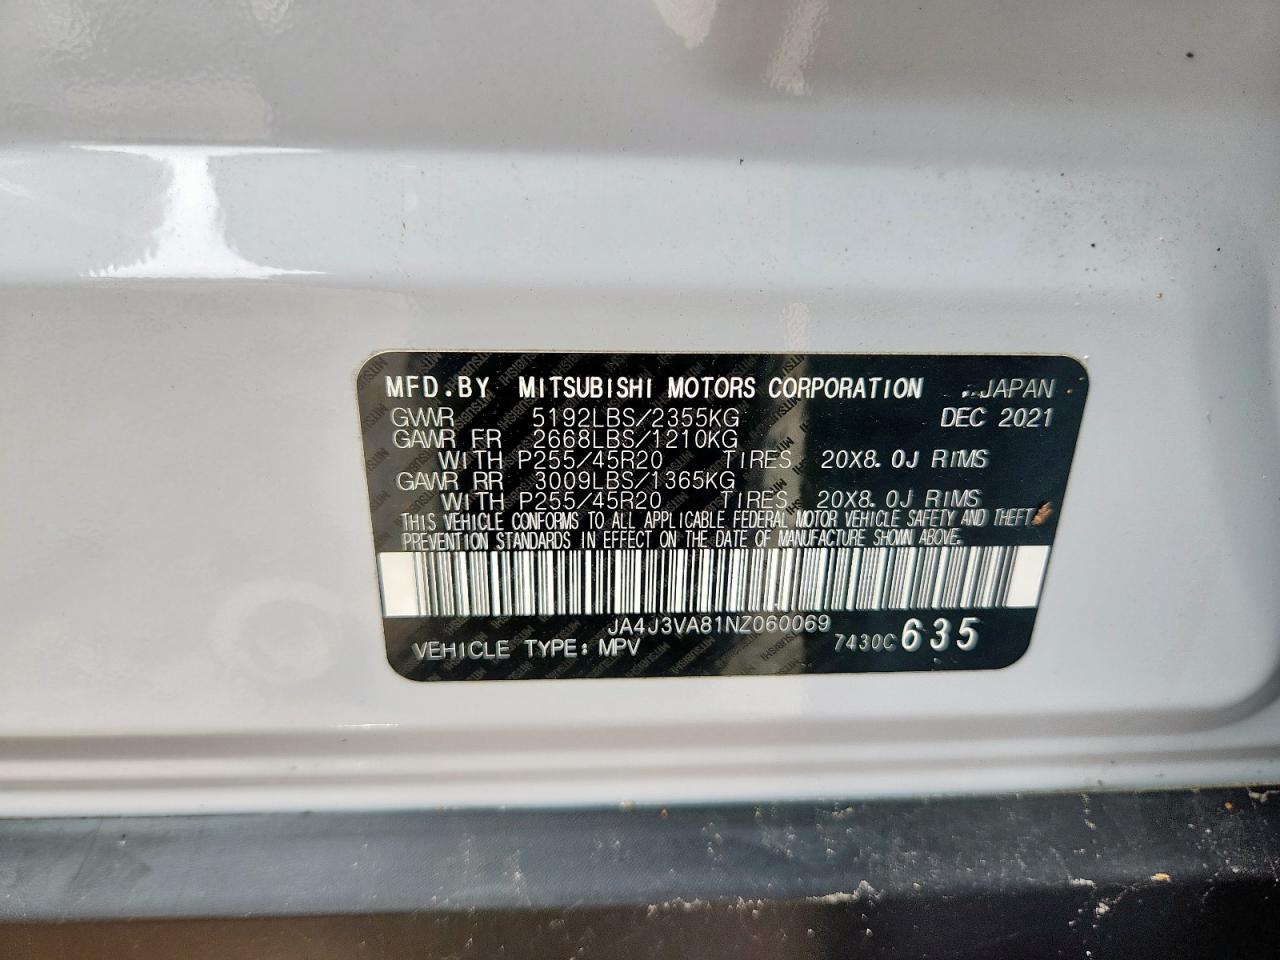 MFD.BY MITSUBISHI MOTORS CORPORATION JAPAN
GVWR 5192LBS/2355KG DEC 2021
GAWR FR 2668LBS/1210KG
WITH P255/45R20 TIRES 20X8.0J RIMS
GAWR RR 3009LBS/1365KG
WITH P255/45R20 TIRES 20X8.0J RIMS
THIS VEHICLE CONFORMS TO ALL APPLICABLE FEDERAL MOTOR VEHICLE SAFETY AND THEFT
PREVENTION STANDARDS IN EFFECT ON THE DATE OF MANUFACTURE SHOWN ABOVE.
JA4J3VA81NZ060069
VEHICLE TYPE: MPV 7430C 635